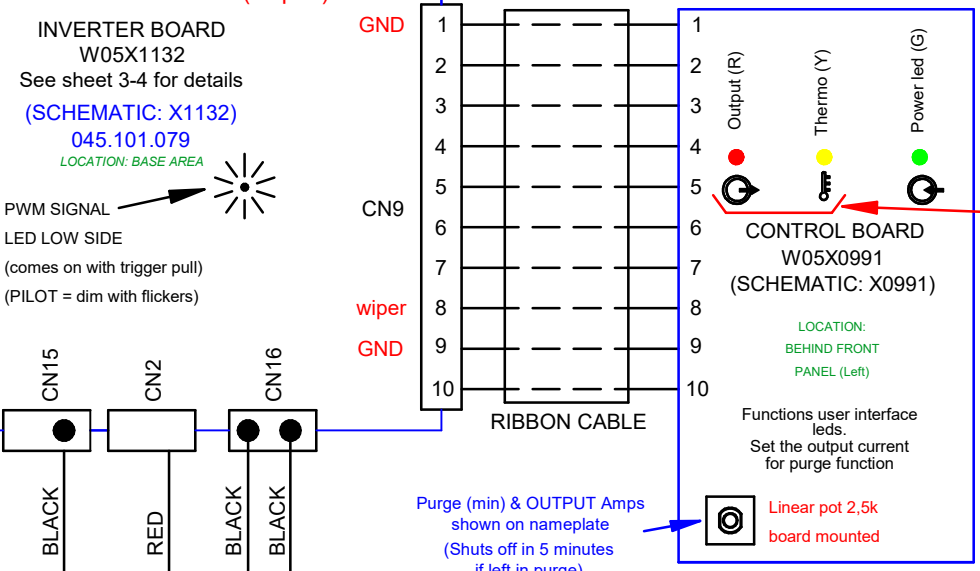 INVERTER BOARD
W05X1132
See sheet 3-4 for details
(SCHEMATIC: X1132)
045.101.079
LOCATION: BASE AREA
PWM SIGNAL
LED LOW SIDE
(comes on with trigger pull)
(PILOT = dim with flickers)
CN15
CN2
CN16
BLACK
RED
BLACK
BLACK
GND
CN9
wiper
GND
1
2
3
4
5
6
7
8
9
10
RIBBON CABLE
1
2
3
4
5
6
7
8
9
10
Output (R)
Thermo (Y)
Power led (G)
CONTROL BOARD
W05X0991
(SCHEMATIC: X0991)
LOCATION:
BEHIND FRONT
PANEL (Left)
Functions user interface
leds.
Set the output current
for purge function
Linear pot 2,5k
board mounted
Purge (min) & OUTPUT Amps
shown on nameplate
(Shuts off in 5 minutes
if left in purge)